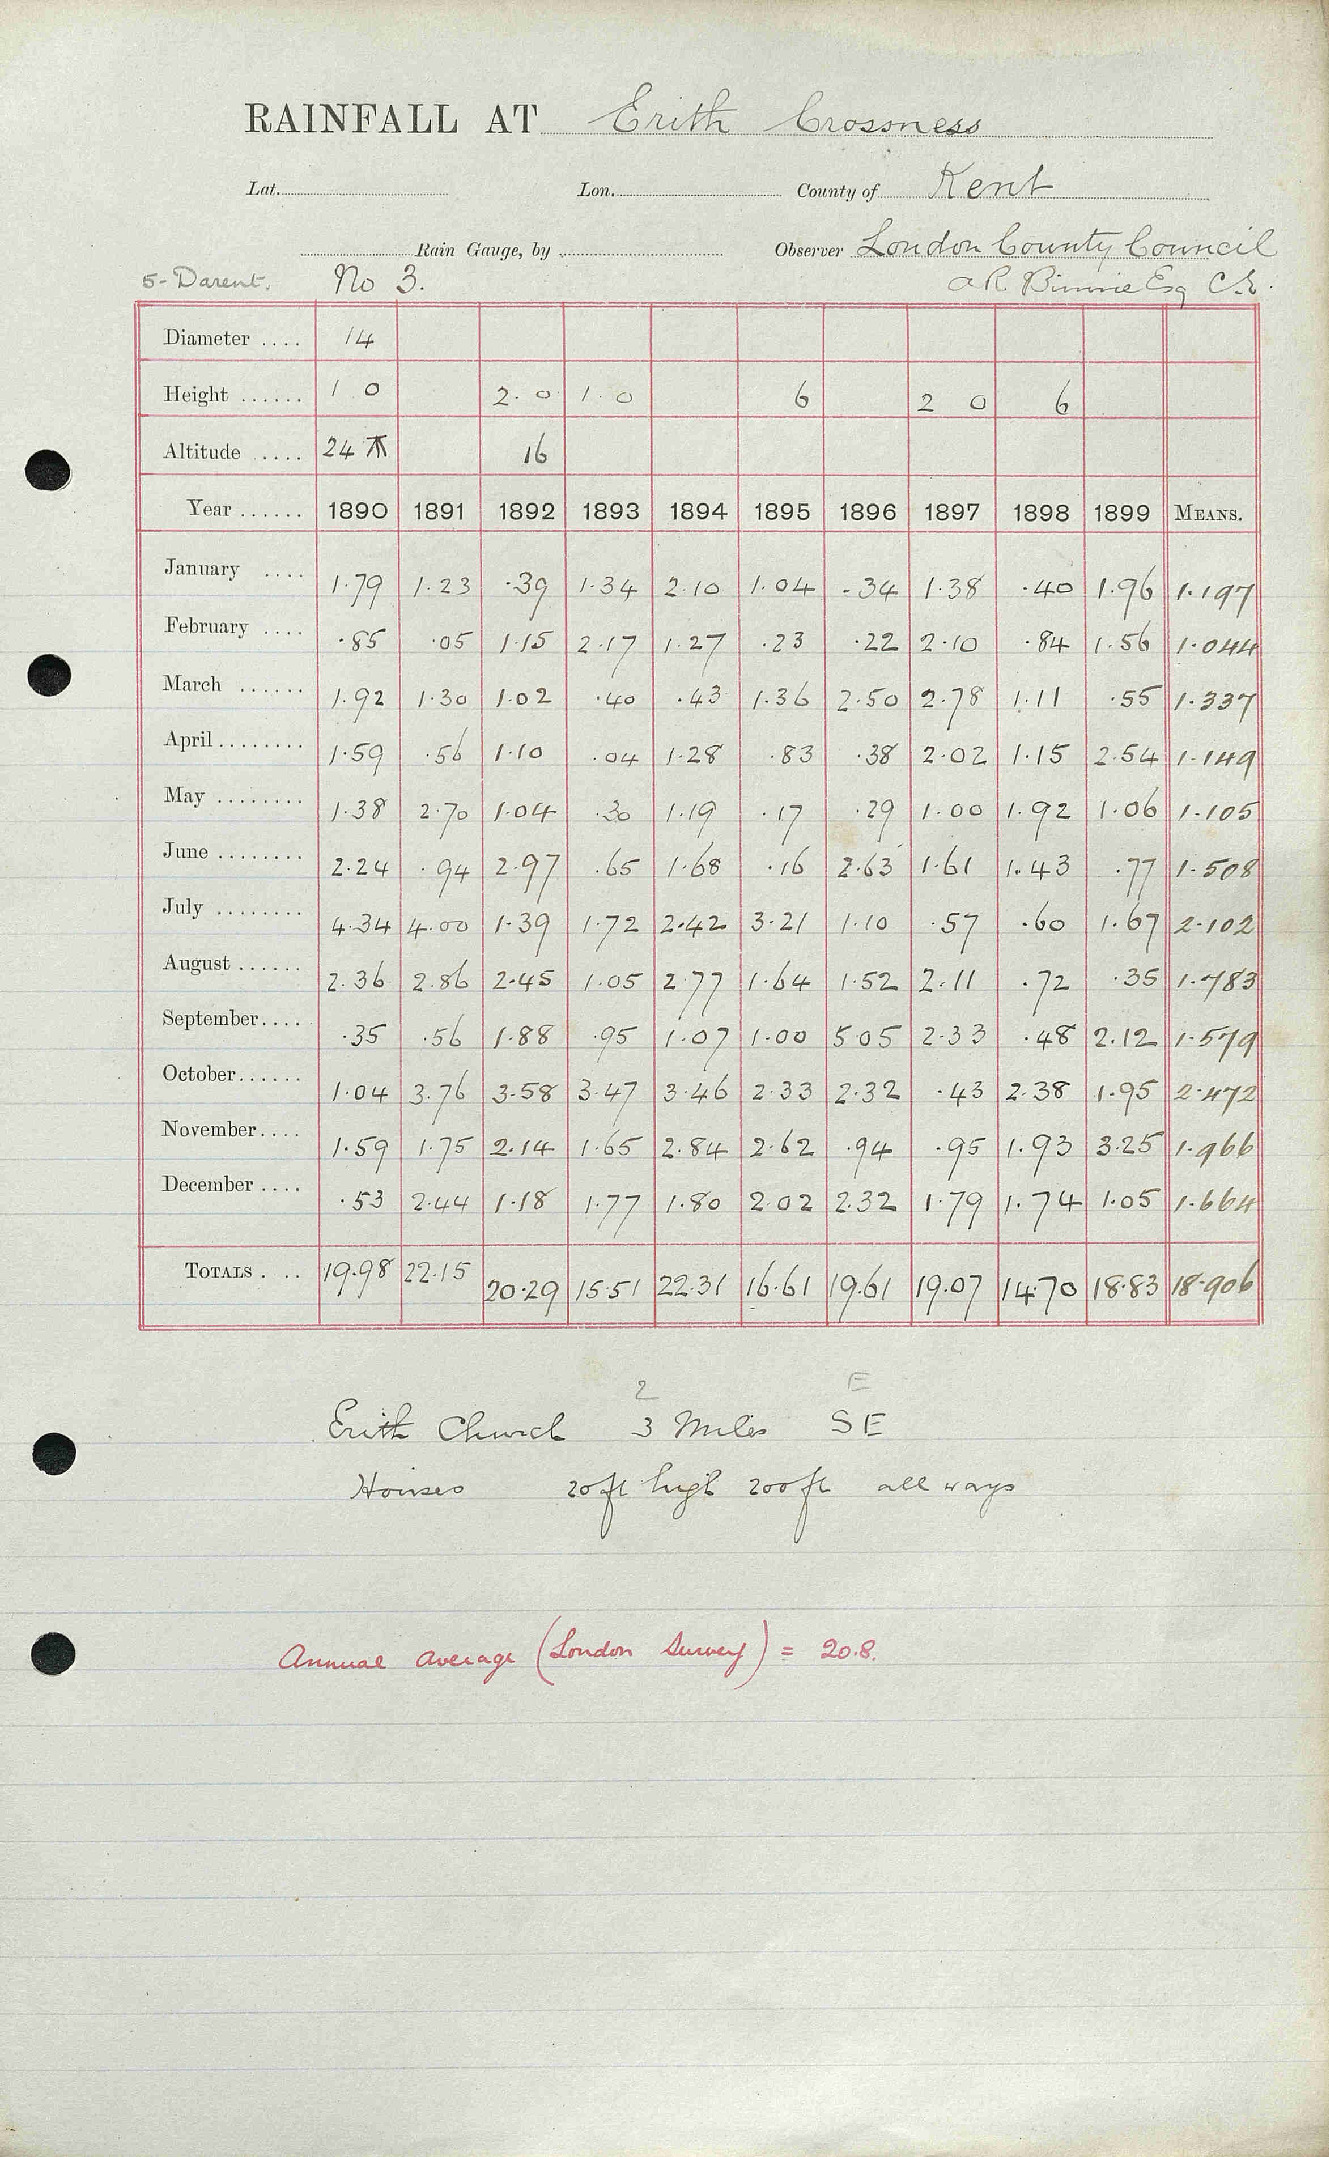 RAINFALL AT Erith Crossness
Lat. Lon. County of Kent
Rain Gauge, by Observer London County Council
5-Darent. No 3. A R Binnie Esq C.E.
Diameter .... 14
Height ...... 1 0 2. 0 1. 0 6 2 0 6
Altitude ..... 24 16
Year ...... 1890 1891 1892 1893 1894 1895 1896 1897 1898 1899 MEANS.
January .... 1.79 1.23 .39 1.34 2.10 1.04 .34 1.38 .40 1.96 1.197
February .... .85 .05 1.15 2.17 1.27 .23 .22 2.10 .84 1.56 1.044
March ...... 1.92 1.30 1.02 .40 .43 1.36 2.50 2.78 1.11 .55 1.337
April ........ 1.59 .56 1.10 .04 1.28 .83 .38 2.02 1.15 2.54 1.149
May ........ 1.38 2.70 1.04 .30 1.19 .17 .29 1.00 1.92 1.06 1.105
June ........ 2.24 .94 2.97 .65 1.68 .16 2.63 1.61 1.43 .77 1.508
July ........ 4.34 4.00 1.39 1.72 2.42 3.21 1.10 .57 .60 1.67 2.102
August ...... 2.36 2.86 2.45 1.05 2.77 1.64 1.52 2.11 .72 .35 1.783
September.... .35 .56 1.88 .95 1.07 1.00 5.05 2.33 .48 2.12 1.579
October...... 1.04 3.76 3.58 3.47 3.46 2.33 2.32 .43 2.38 1.95 2.472
November.... 1.59 1.75 2.14 1.65 2.84 2.62 .94 .95 1.93 3.25 1.966
December .... .53 2.44 1.18 1.77 1.80 2.02 2.32 1.79 1.74 1.05 1.664
TOTALS . .. 19.98 22.15 20.29 15.51 22.31 16.61 19.61 19.07 14.70 18.83 18.906
2 E
Erith Church 3 Miles SE
Houses 20ft high 200ft all ways
Annual average (London Survey) = 20.8.